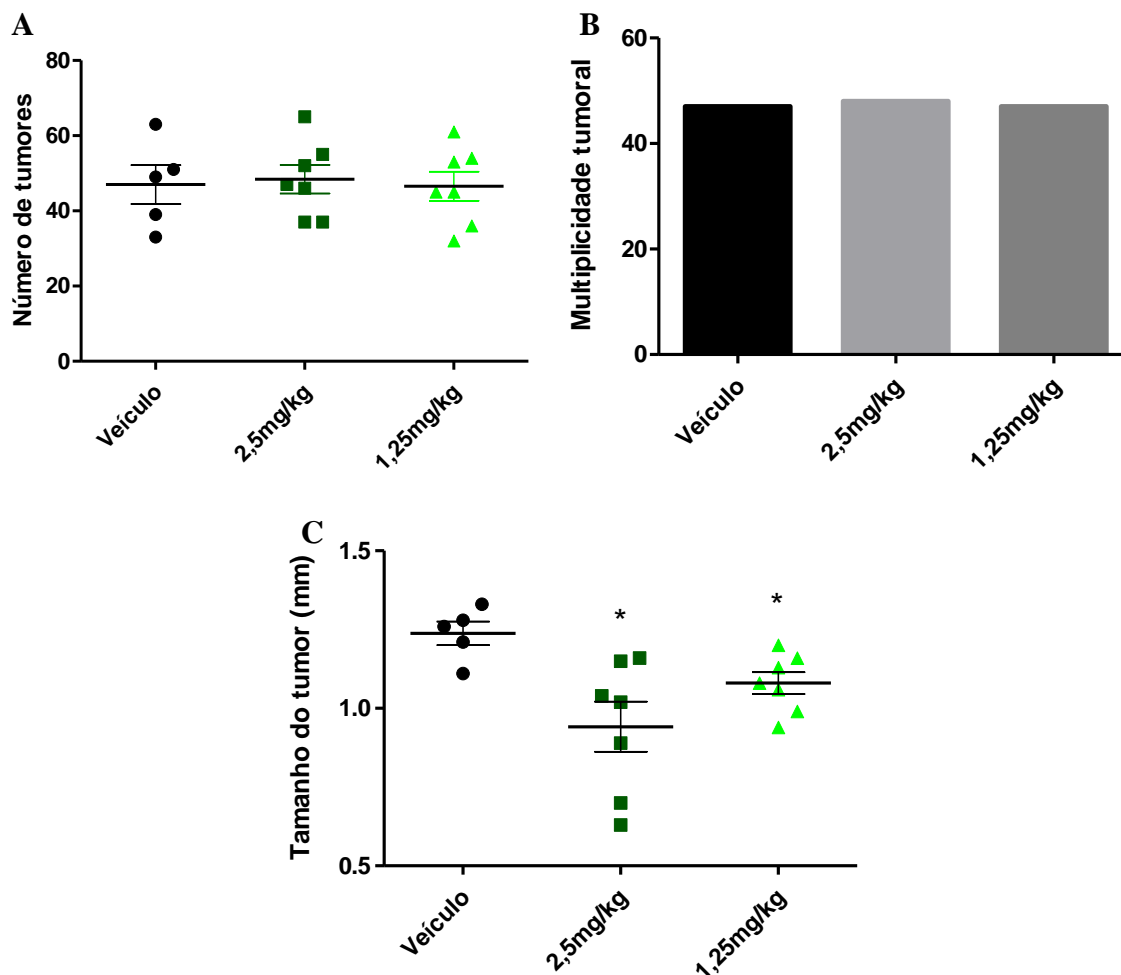 A
Número de tumores
80
60
40
20
0
Veículo
2,5mg/kg
1,25mg/kg
B
Multiplicidade tumoral
60
40
20
0
Veículo
2,5mg/kg
1,25mg/kg
C
Tamanho do tumor (mm)
1.5
1.0
0.5
*
*
Veículo
2,5mg/kg
1,25mg/kg